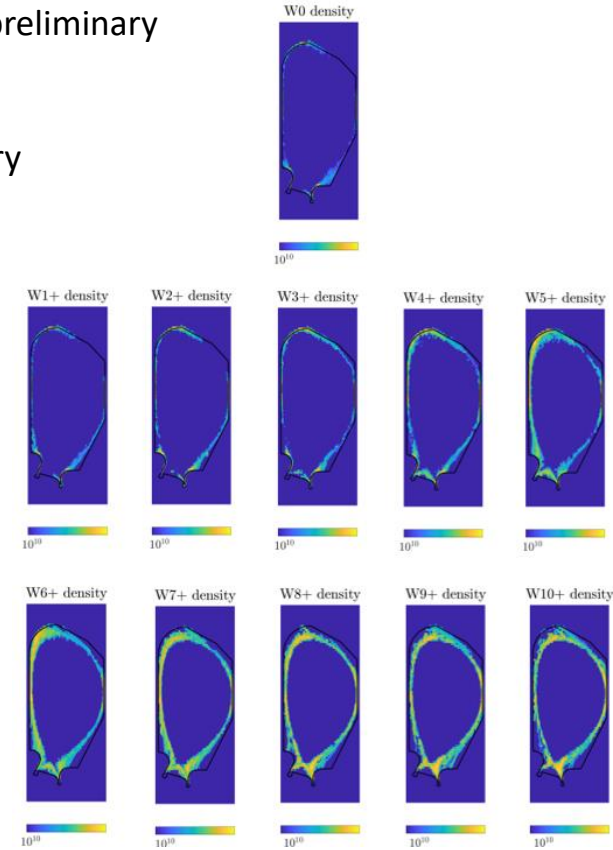 preliminary
W0 density
ry
10¹⁰
W1+ density W2+ density W3+ density W4+ density W5+ density
10¹⁰ 10¹⁰ 10¹⁰ 10¹⁰ 10¹⁰
W6+ density W7+ density W8+ density W9+ density W10+ density
10¹⁰ 10¹⁰ 10¹⁰ 10¹⁰ 10¹⁰